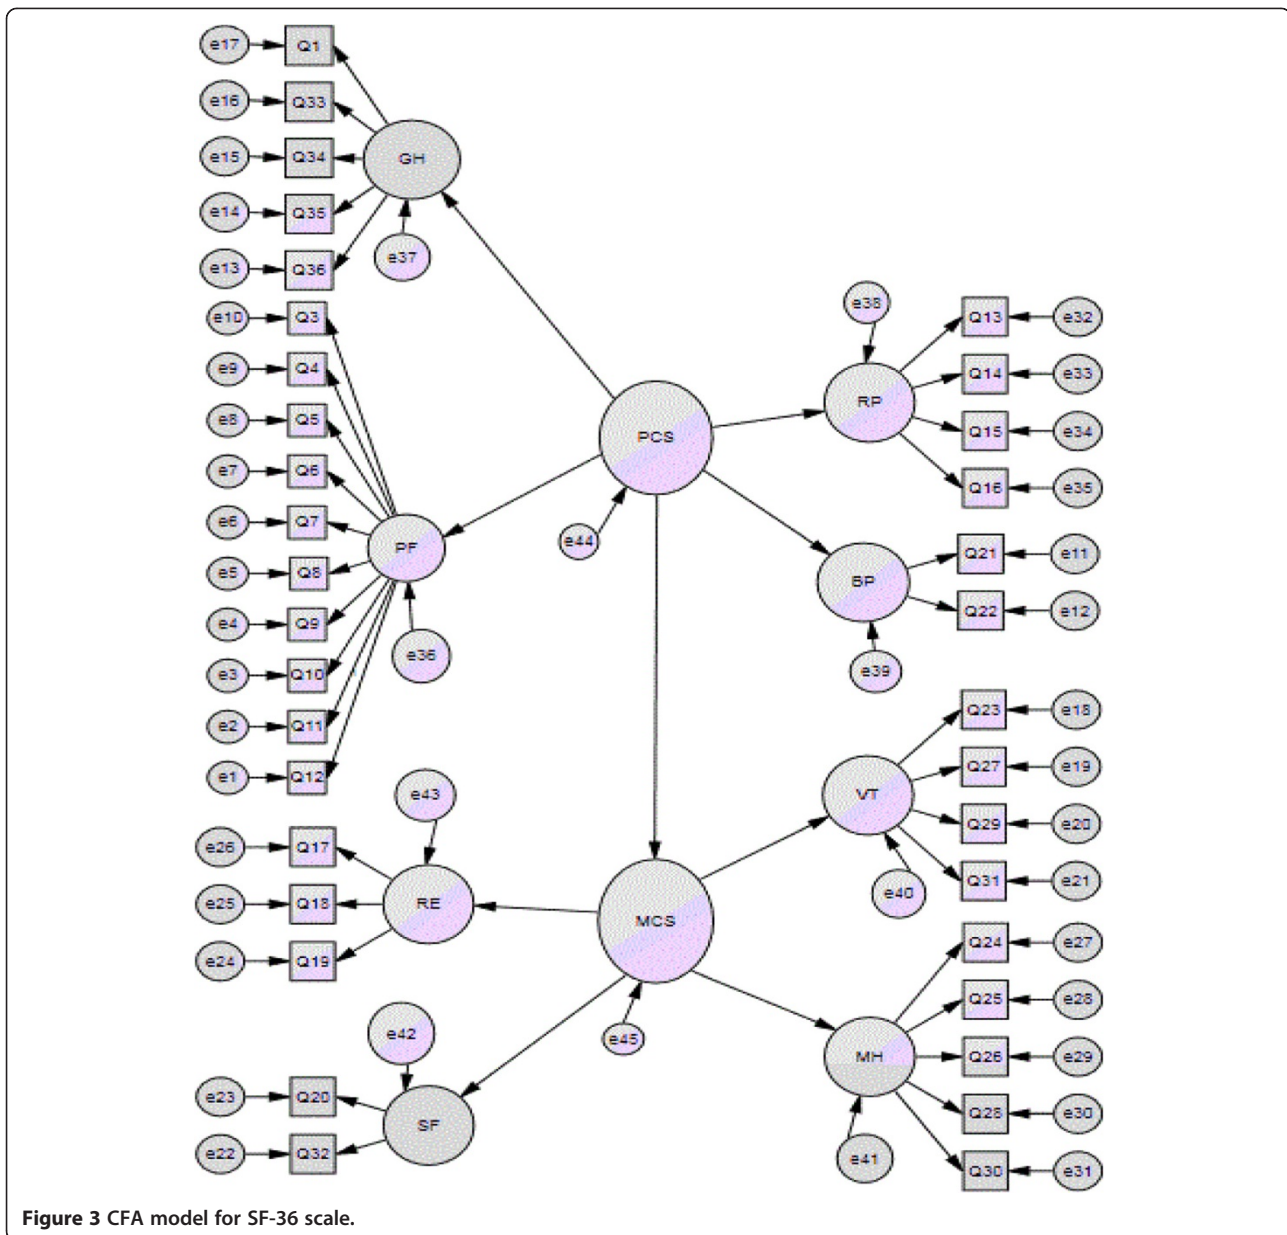 e17 Q1
e16 Q33
e15 Q34
GH
e14 Q35
e13 Q36
e37
e10 Q3
e9 Q4
e8 Q5
e7 Q6
e6 Q7
PF
e5 Q8
e4 Q9
e36
e3 Q10
e2 Q11
e1 Q12
PCS
e44
e38
Q13 e32
RP
Q14 e33
Q15 e34
Q16 e35
Q21 e11
BP
Q22 e12
e39
e43
e26 Q17
e25 Q18
RE
e24 Q19
e42
e23 Q20
SF
e22 Q32
MCS
e45
Q23 e18
Q27 e19
VT
Q29 e20
Q31 e21
e40
Q24 e27
Q25 e28
MH
Q26 e29
Q28 e30
e41
Q30 e31
Figure 3 CFA model for SF-36 scale.